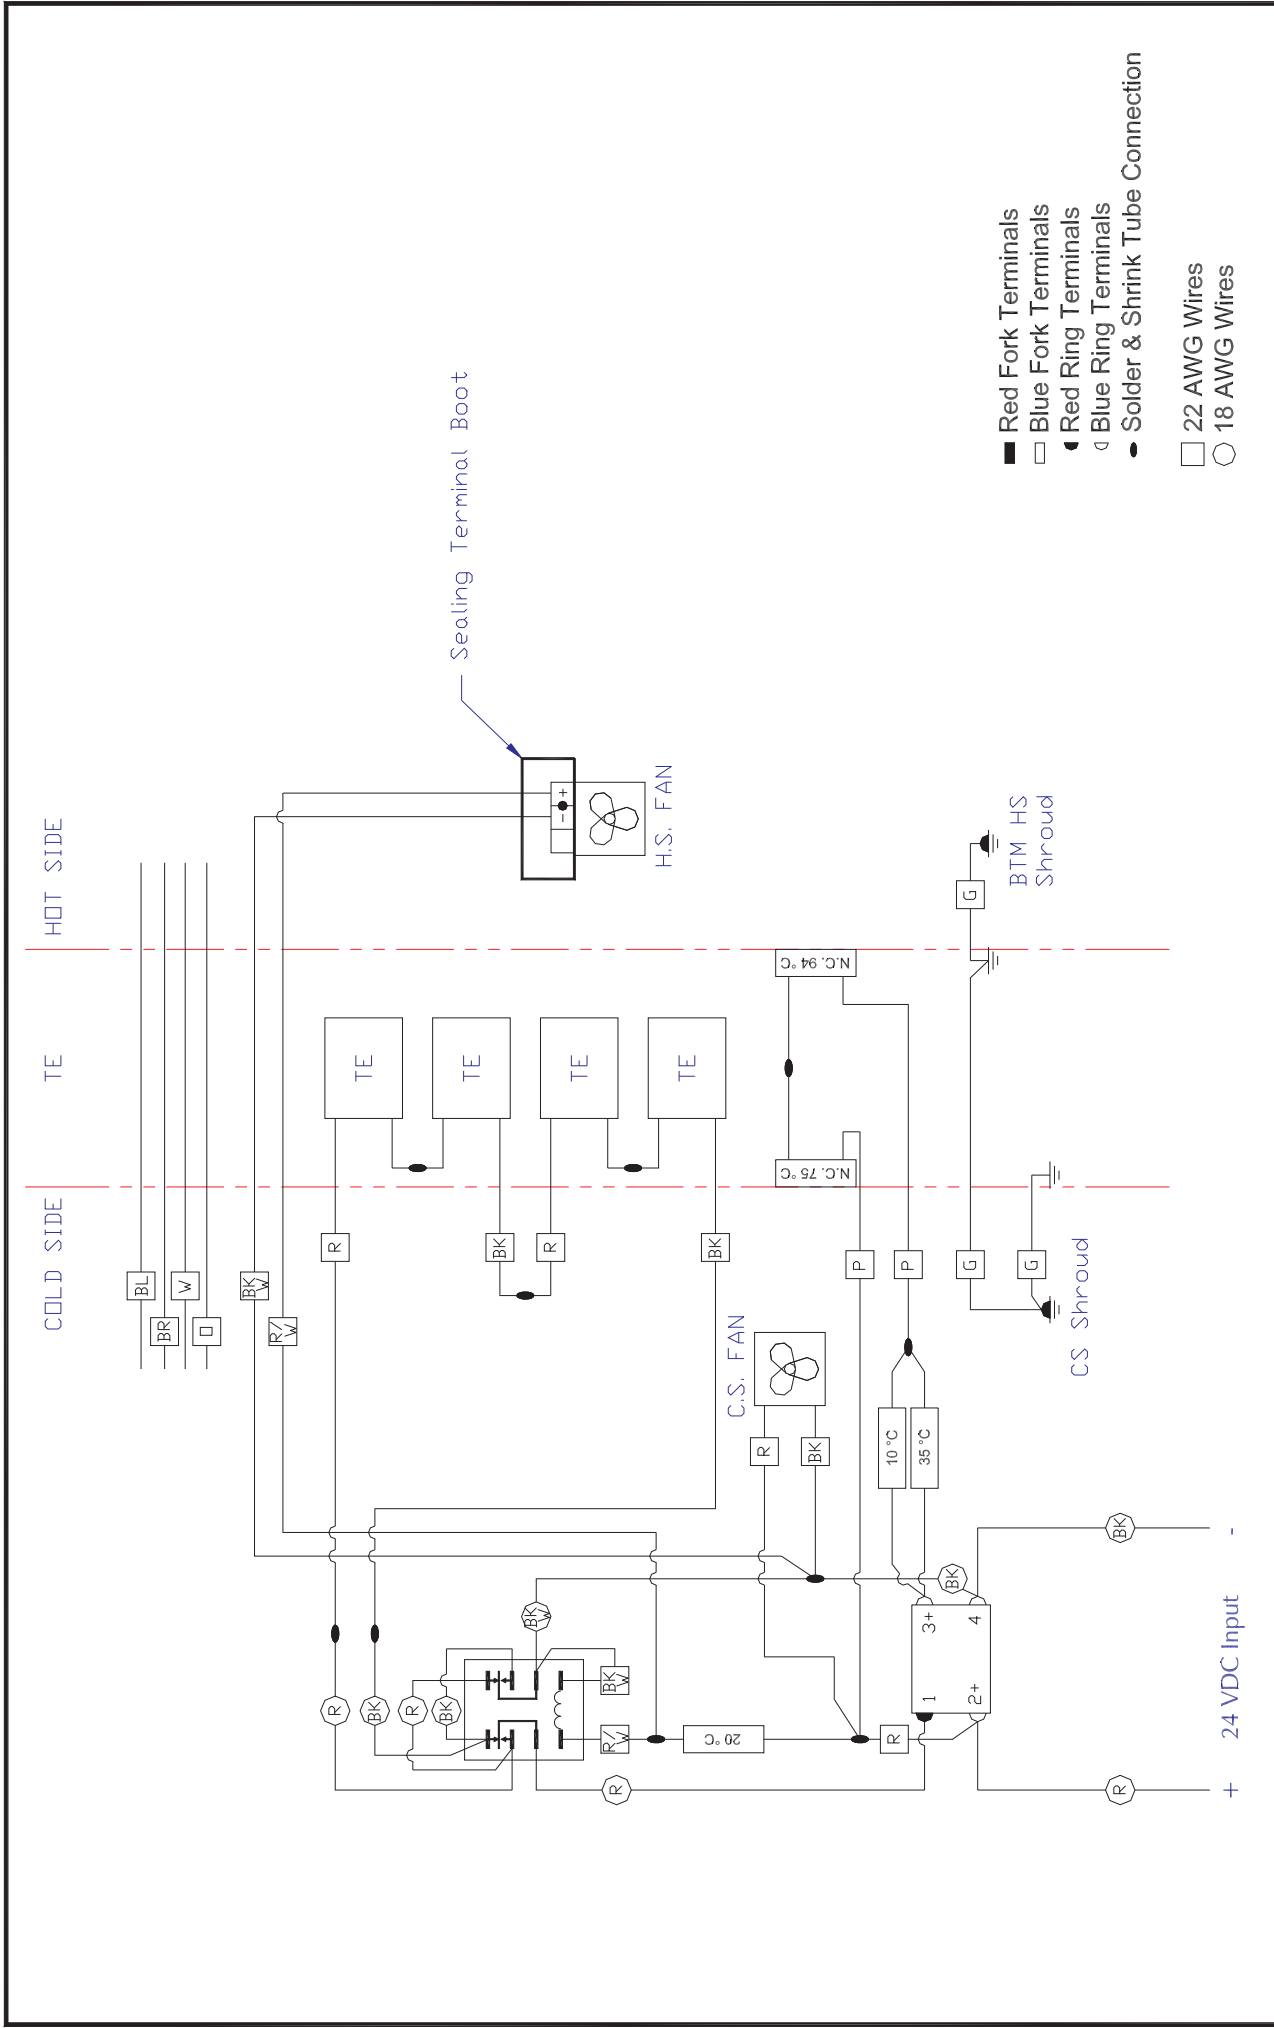 COLD SIDE
TE
HOT SIDE
BL
BR
W
O
BK/W
R/W
R
TE
BK
TE
R
TE
BK
TE
Sealing Terminal Boot
- +
H.S. FAN
R
BK
R
BK
BK/W
BK/W
R/W
R
20 °C
C.S. FAN
R
BK
N.C. 75 °C
N.C. 94 °C
P
P
10 °C
35 °C
R
BK
1
3+
2+
4
G
G
G
BTM HS
Shroud
CS Shroud
R
BK
+ 24 VDC Input -
Red Fork Terminals
Blue Fork Terminals
Red Ring Terminals
Blue Ring Terminals
Solder & Shrink Tube Connection
22 AWG Wires
18 AWG Wires